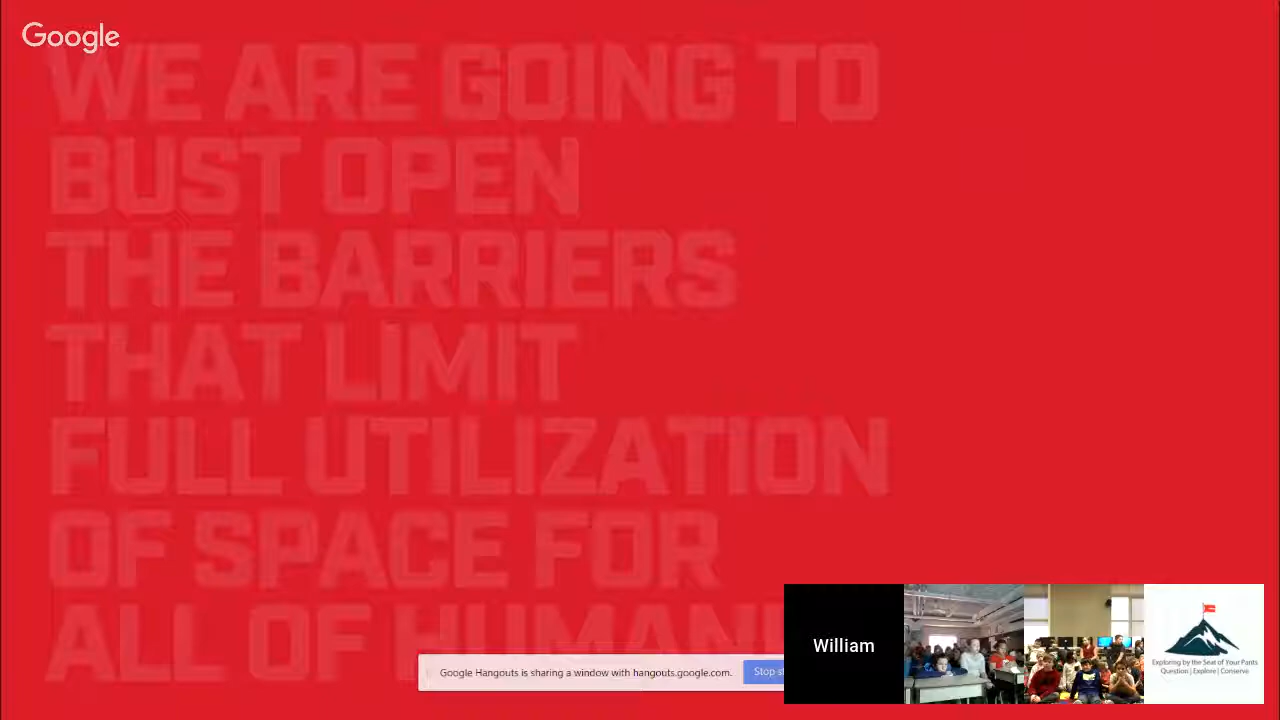 Google
WE ARE GOING TO
BUST OPEN
THE BARRIERS
THAT LIMIT
FULL UTILIZATION
OF SPACE FOR
ALL OF
Google Hangouts is sharing a window with hangouts.google.com.
Stop
William
Exploring by the Seat of Your Pants
Question | Explore | Conserve